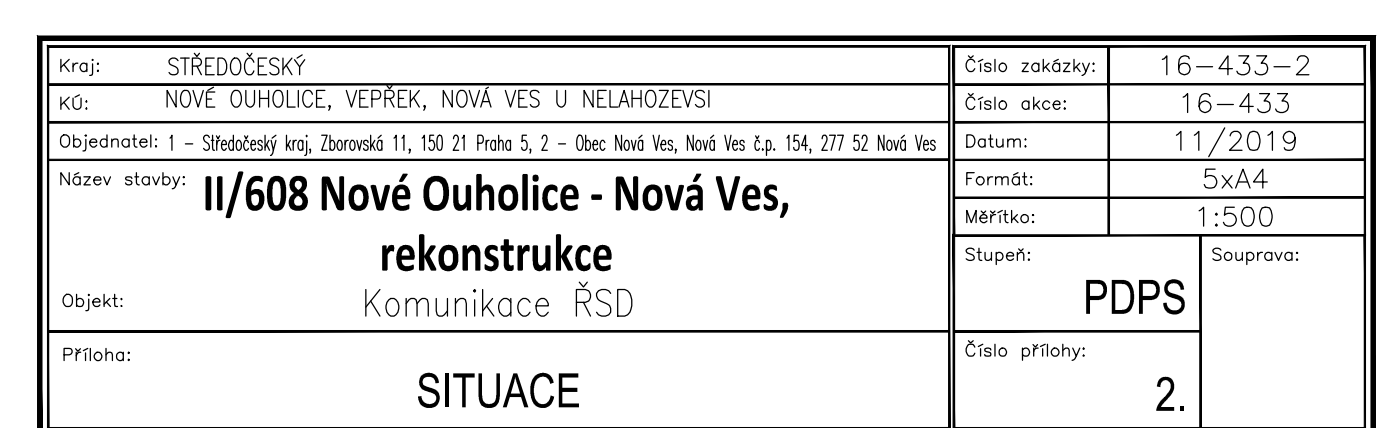 Kraj: STŘEDOČESKÝ
KÚ: NOVÉ OUHOLICE, VEPŘEK, NOVÁ VES U NELAHOZEVSI
Objednatel: 1 – Středočeský kraj, Zborovská 11, 150 21 Praha 5, 2 – Obec Nová Ves, Nová Ves č.p. 154, 277 52 Nová Ves
Název stavby: II/608 Nové Ouholice - Nová Ves,
rekonstrukce
Objekt: Komunikace ŘSD
Příloha:
SITUACE
Číslo zakázky: 16–433–2
Číslo akce: 16–433
Datum: 11/2019
Formát: 5xA4
Měřítko: 1:500
Stupeň:
PDPS
Souprava:
Číslo přílohy:
2.